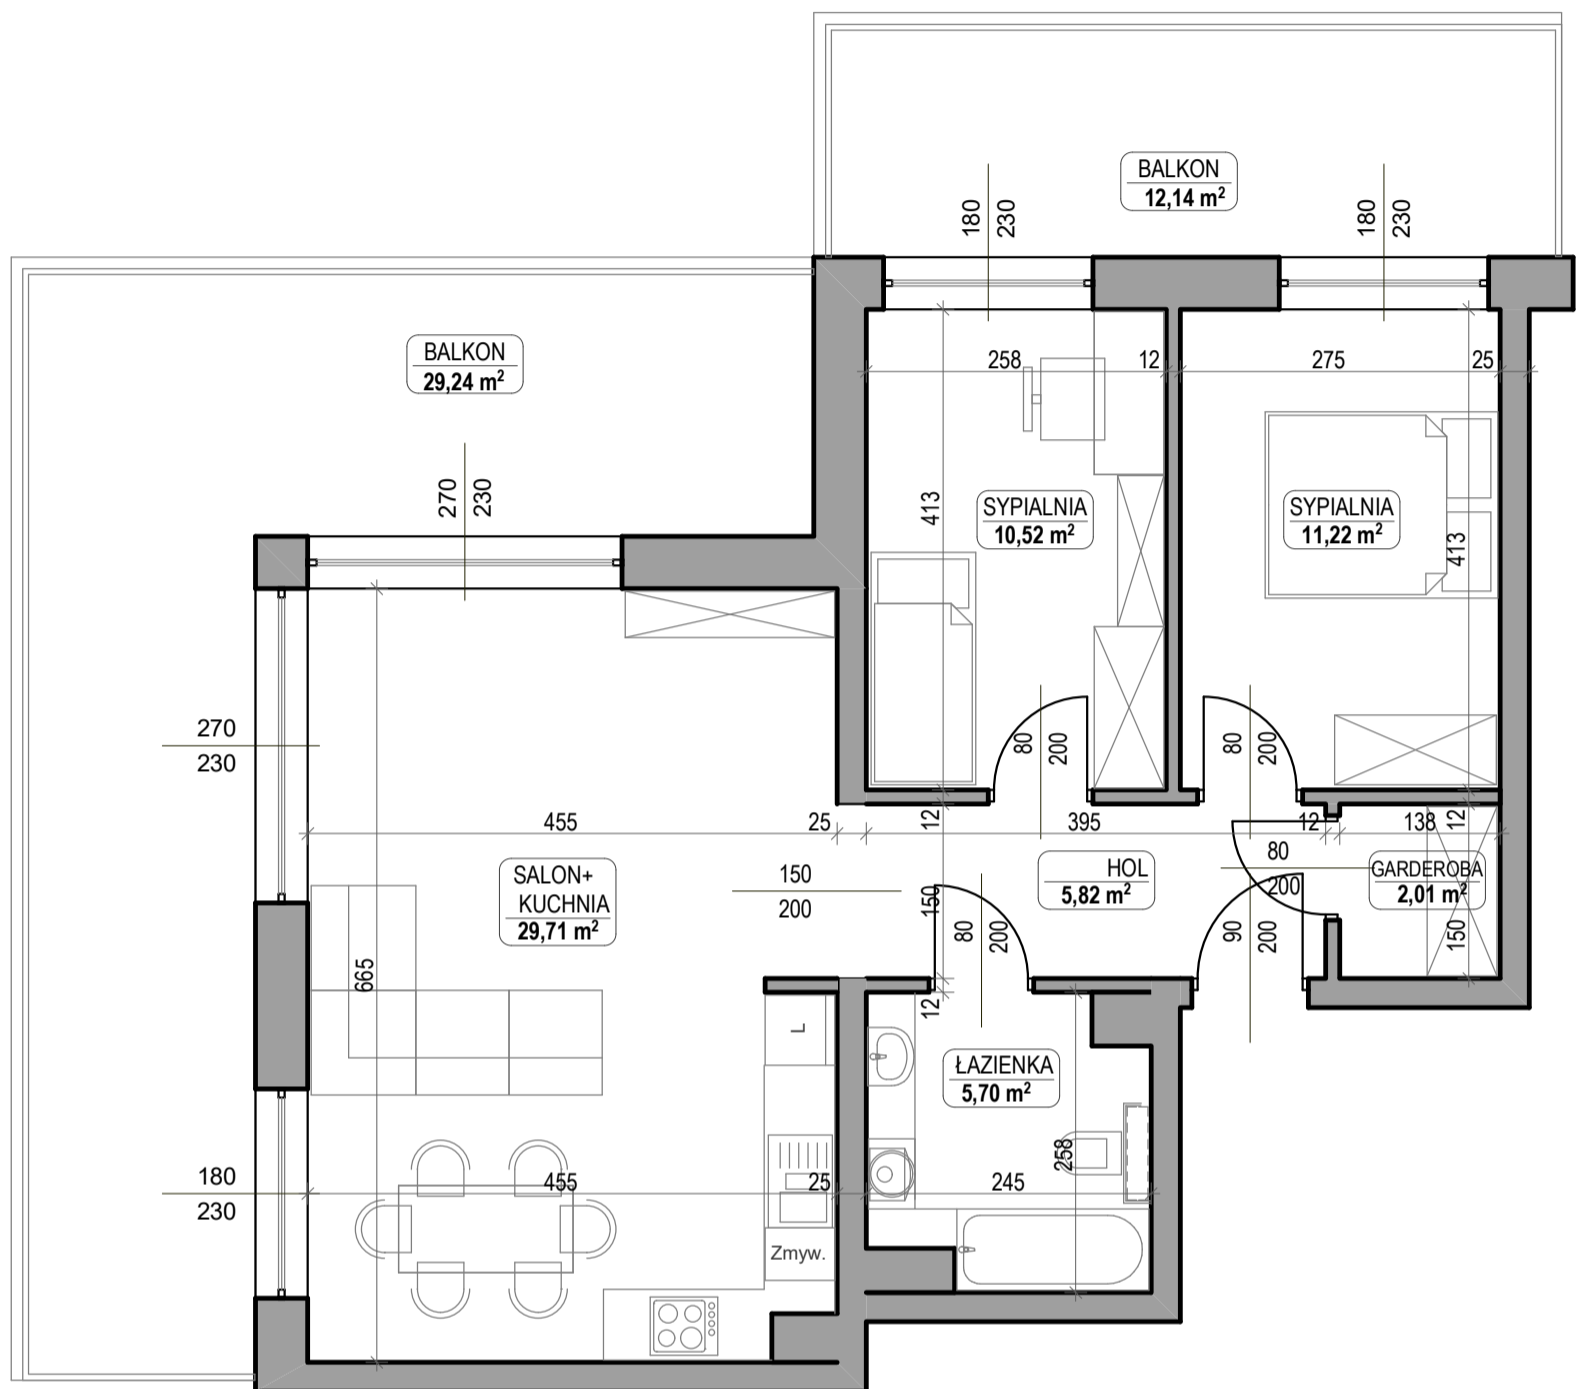 BALKON
12,14 m²
180
230
180
230
BALKON
29,24 m²
258
12
275
25
270
230
413
SYPIALNIA
10,52 m²
SYPIALNIA
11,22 m²
413
270
230
80
200
80
200
455
25
12
395
12
138
12
SALON+
KUCHNIA
29,71 m²
150
200
150
HOL
5,82 m²
80
200
GARDEROBA
2,01 m²
80
200
90
200
150
665
12
L
ŁAZIENKA
5,70 m²
258
180
230
455
25
245
Zmyw.